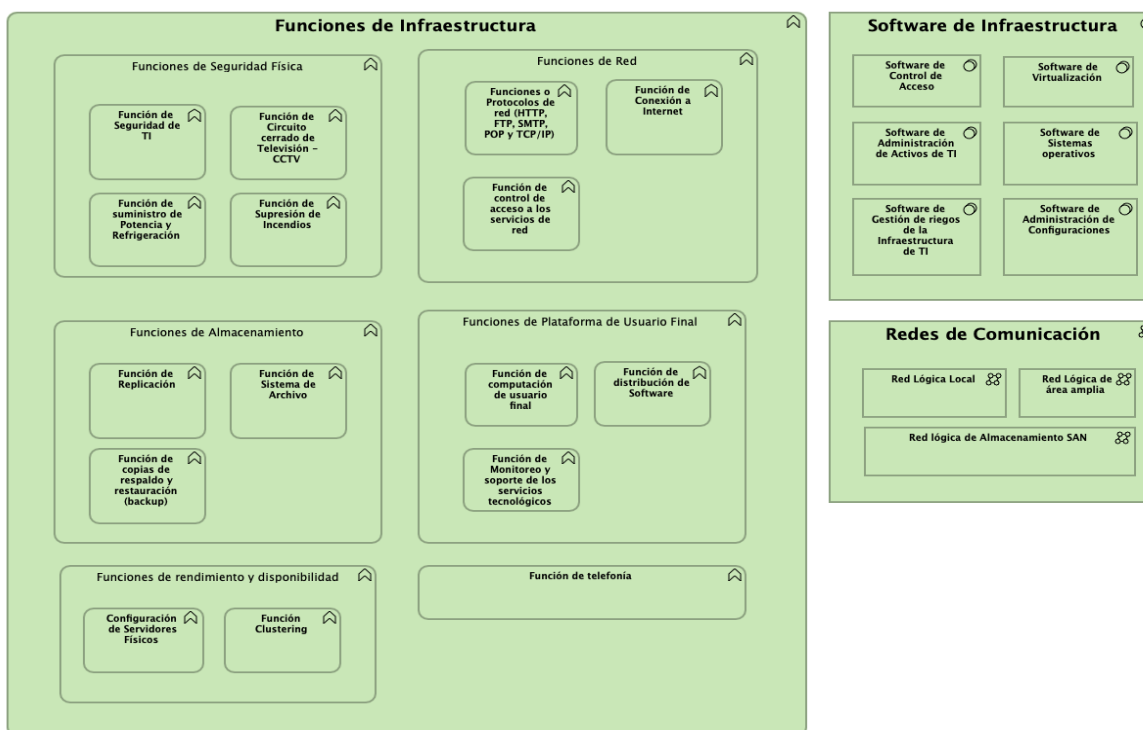 Funciones de Infraestructura
Funciones de Seguridad Física
Función de
Seguridad de
TI
Función de
Circuito
cerrado de
Televisión -
CCTV
Función de
suministro de
Potencia y
Refrigeración
Función de
Supresión de
Incendios
Funciones de Red
Funciones o
Protocolos de
red (HTTP,
FTP, SMTP,
POP y TCP/IP)
Función de
Conexión a
Internet
Función de
control de
acceso a los
servicios de
red
Funciones de Almacenamiento
Función de
Replicación
Función de
Sistema de
Archivo
Función de
copias de
respaldo y
restauración
(backup)
Funciones de Plataforma de Usuario Final
Función de
computación
de usuario
final
Función de
distribución de
Software
Función de
Monitoreo y
soporte de los
servicios
tecnológicos
Funciones de rendimiento y disponibilidad
Configuración
de Servidores
Físicos
Función
Clustering
Función de telefonía
Software de Infraestructura
Software de
Control de
Acceso
Software de
Virtualización
Software de
Administración
de Activos de TI
Software de
Sistemas
operativos
Software de
Gestión de riegos
de la
Infraestructura
de TI
Software de
Administración de
Configuraciones
Redes de Comunicación
Red Lógica Local
Red Lógica de
área amplia
Red lógica de Almacenamiento SAN